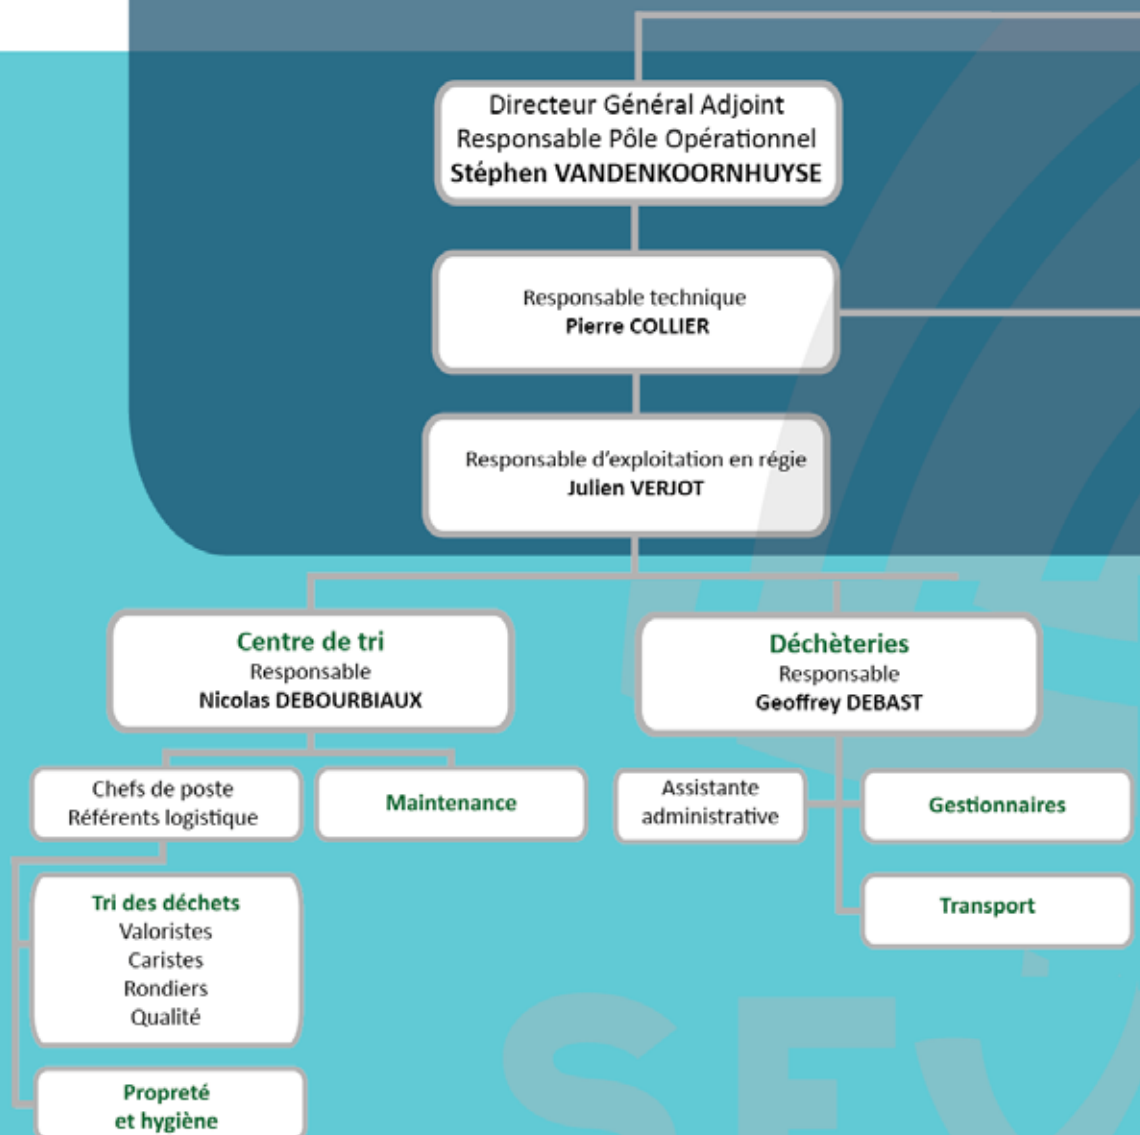 Directeur Général Adjoint
Responsable Pôle Opérationnel
Stéphen VANDENKOORNHUYSE
Responsable technique
Pierre COLLIER
Responsable d'exploitation en régie
Julien VERJOT
Centre de tri
Responsable
Nicolas DEBOURBIAUX
Déchèteries
Responsable
Geoffrey DEBAST
Chefs de poste
Référents logistique
Maintenance
Assistante
administrative
Gestionnaires
Tri des déchets
Valoristes
Caristes
Rondiers
Qualité
Transport
Propreté
et hygiène